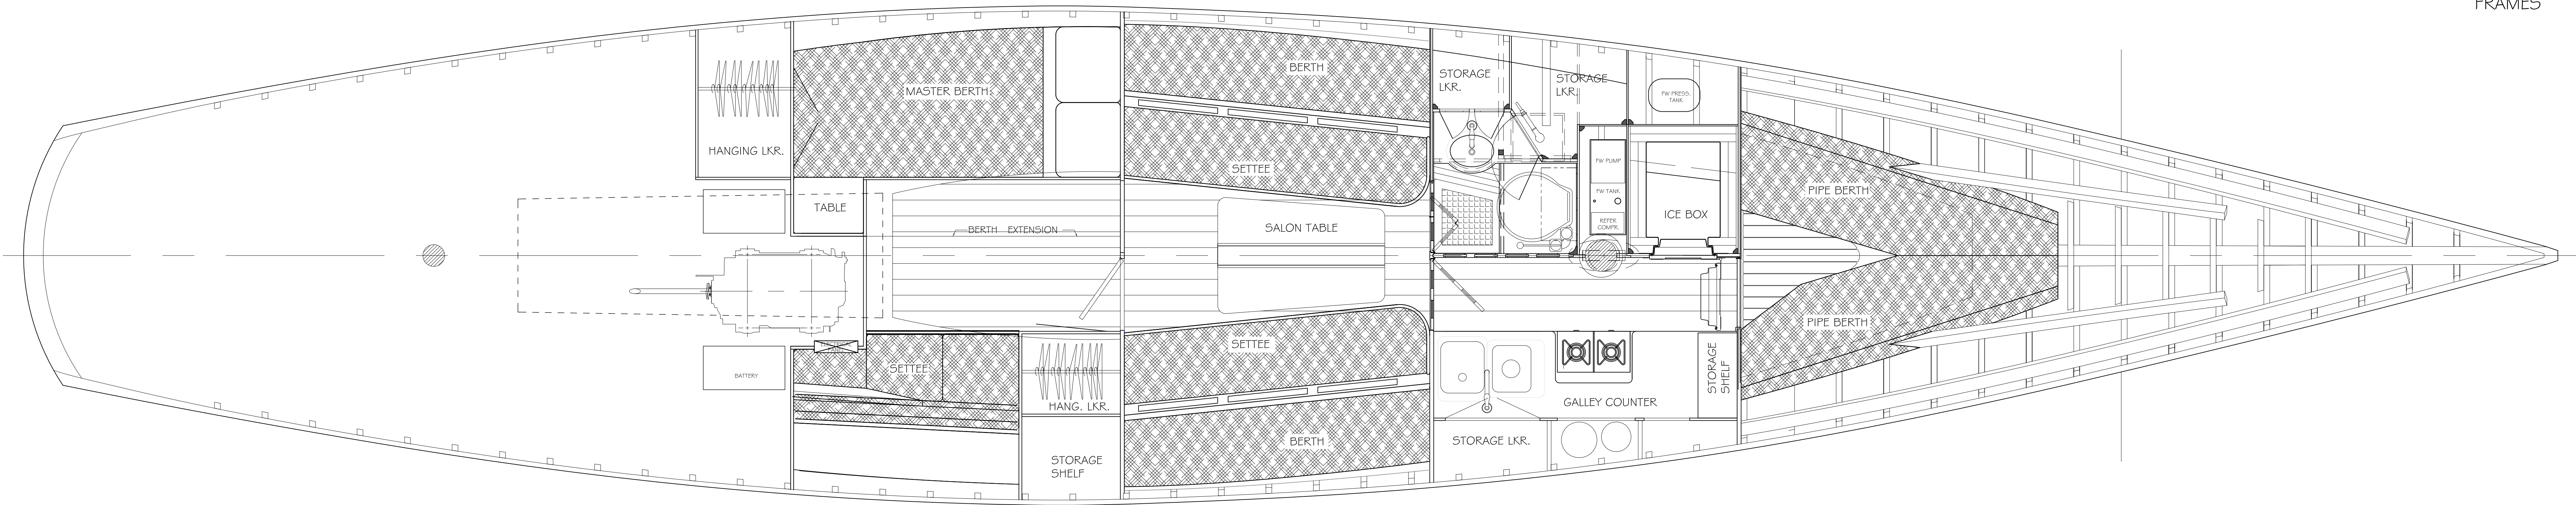 FRAMES
HANGING LKR.
MASTER BERTH
TABLE
BERTH EXTENSION
BATTERY
SETTEE
HANG. LKR.
STORAGE
SHELF
BERTH
SETTEE
SALON TABLE
SETTEE
BERTH
STORAGE
LKR.
STORAGE
LKR.
FW PRESS.
TANK
FW PUMP
FW TANK
REFER.
COMPR.
ICE BOX
STORAGE
SHELF
GALLEY COUNTER
STORAGE LKR.
PIPE BERTH
PIPE BERTH